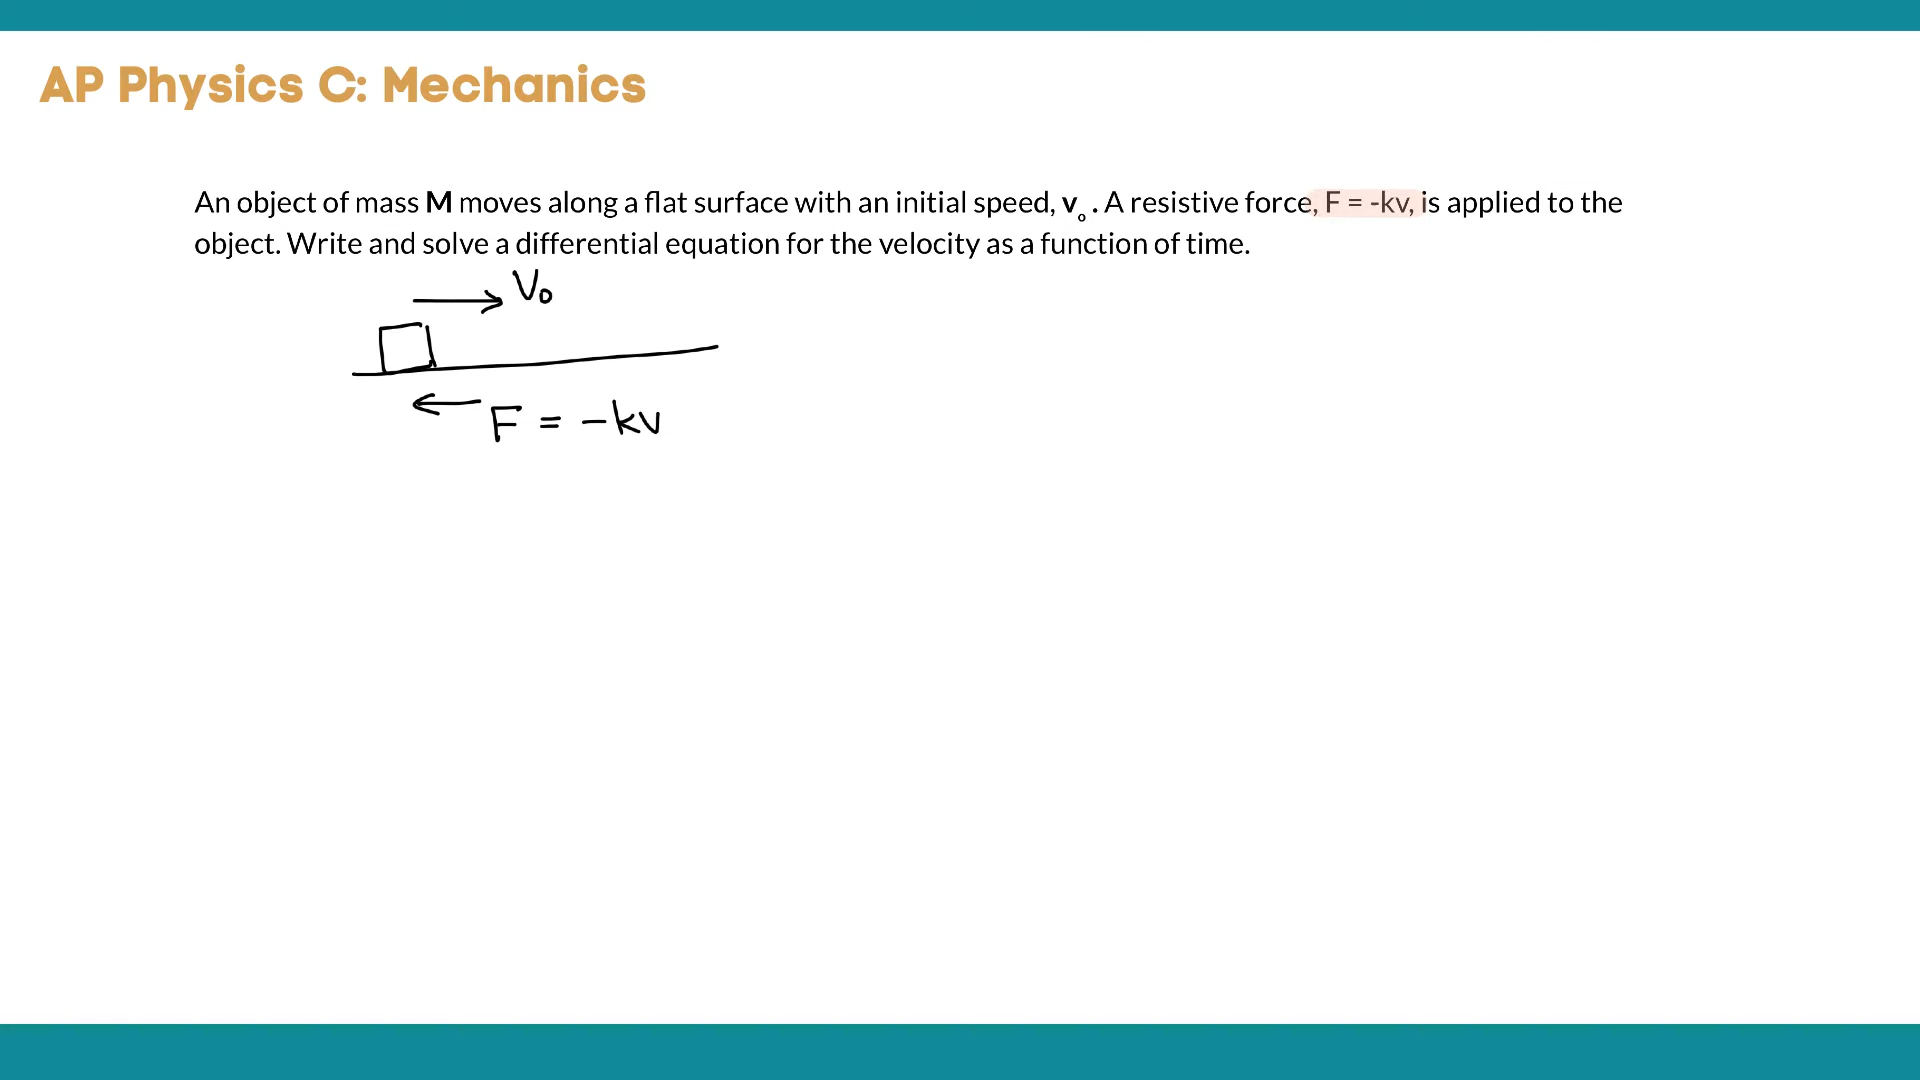 AP Physics C: Mechanics
An object of mass M moves along a flat surface with an initial speed, v₀ . A resistive force, F = -kv, is applied to the
object. Write and solve a differential equation for the velocity as a function of time.
V₀
F = -kv